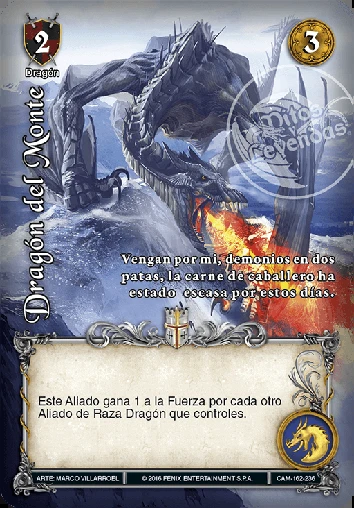 2
Dragón
3
Mitos y Leyendas
Dragón del Monte
Vengan por mi, demonios en dos
patas, la carne de caballero ha
estado escasa por estos días.
Este Aliado gana 1 a la Fuerza por cada otro
Aliado de Raza Dragón que controles.
ARTE: MARCO VILLARROEL
© 2016 FENIX ENTERTAINMENT S.P.A.
CAM-162-236